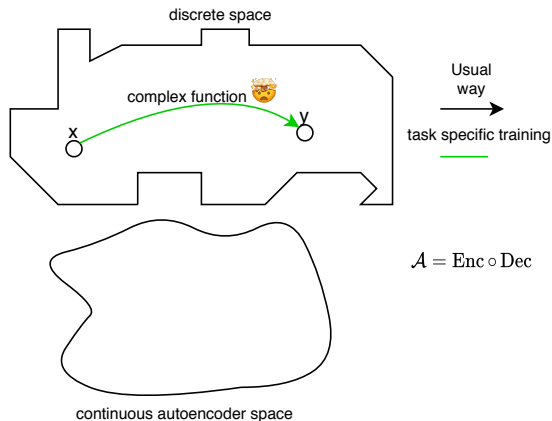 discrete space
complex function
x
y
Usual
way
task specific training
𝒜 = Enc ∘ Dec
continuous autoencoder space